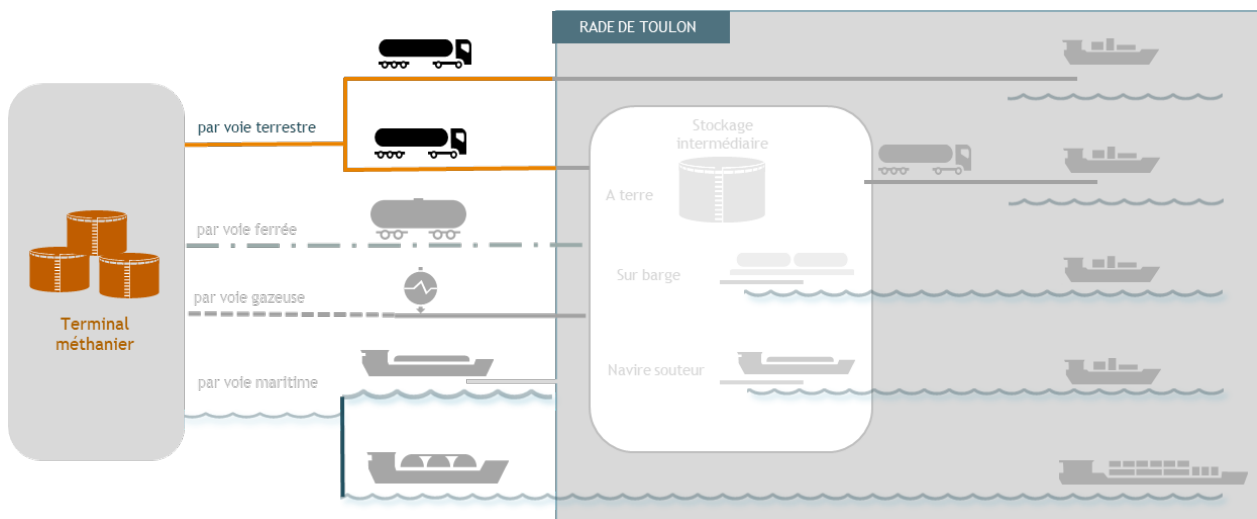 RADE DE TOULON
par voie terrestre
Stockage
intermédiaire
A terre
par voie ferrée
Sur barge
par voie gazeuse
Terminal
méthanier
Navire souteur
par voie maritime